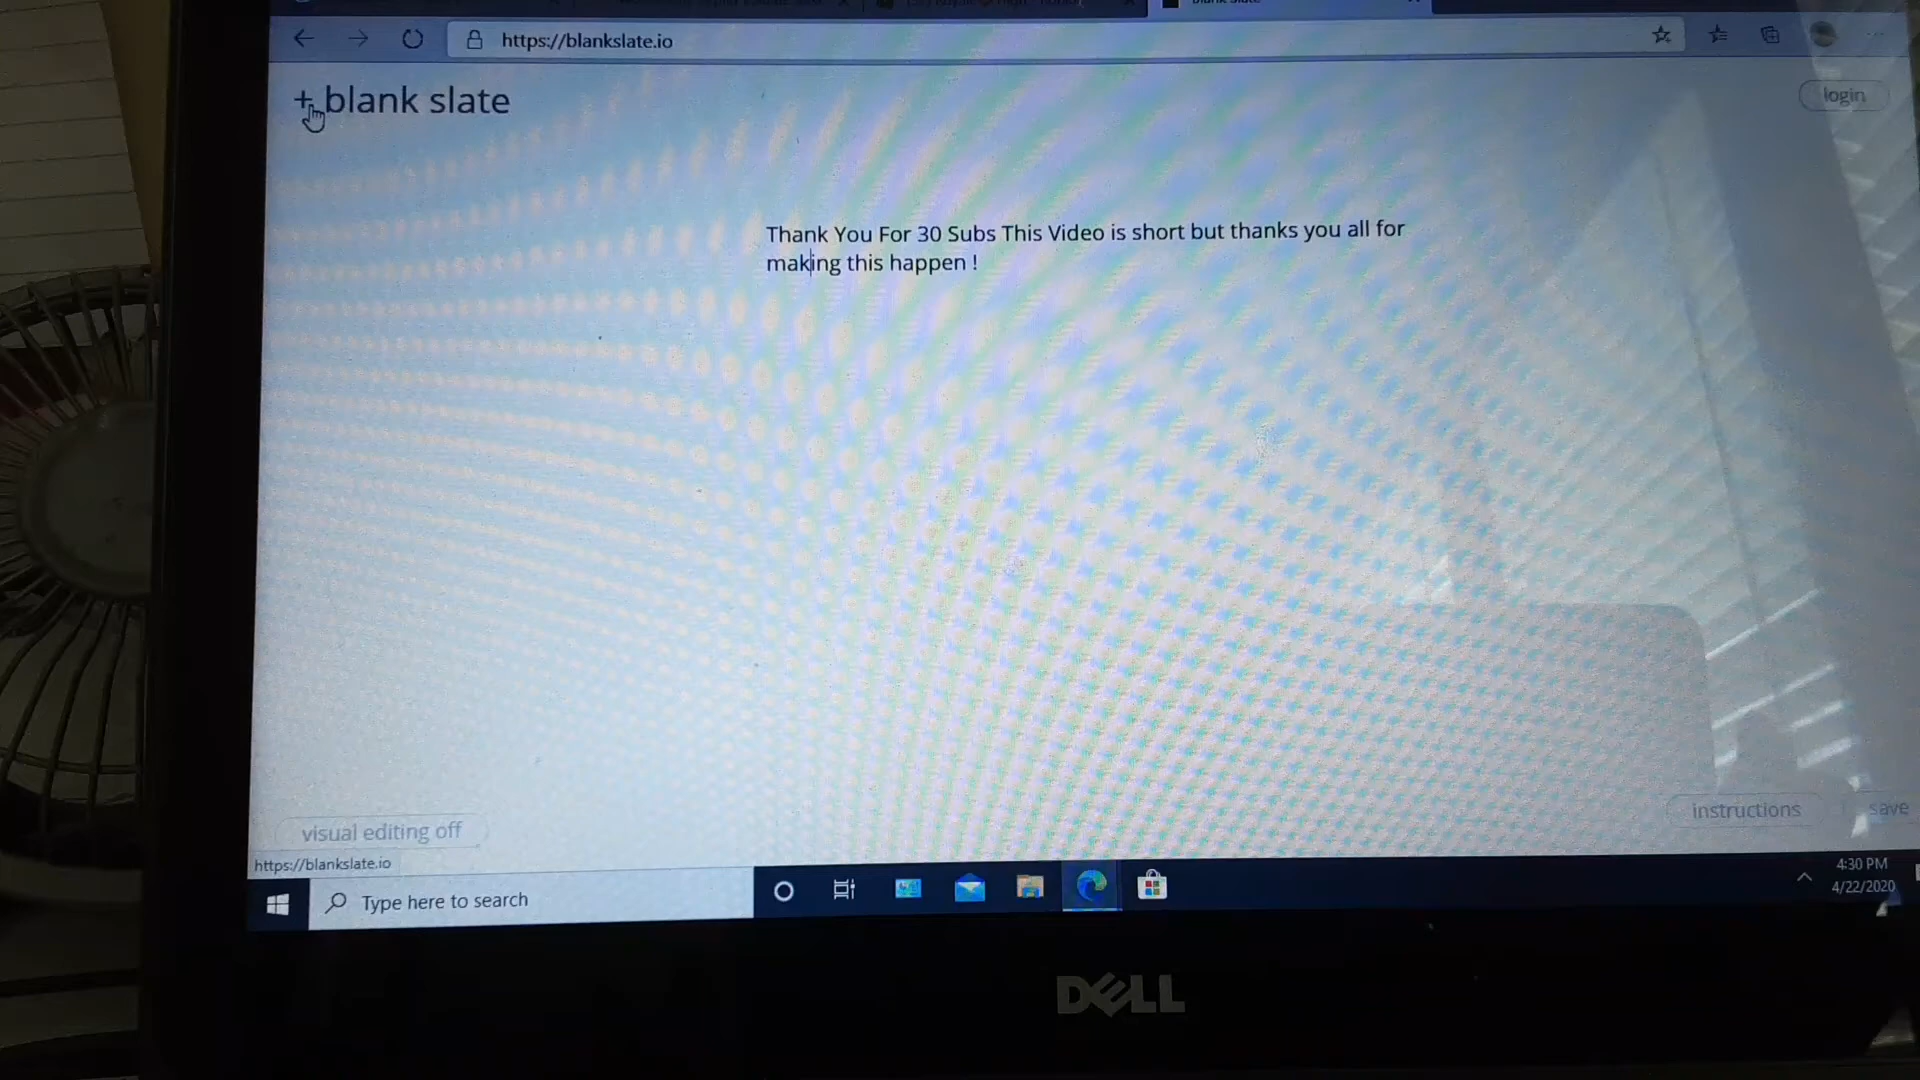 https://blankslate.io
+ blank slate
login
Thank You For 30 Subs This Video is short but thanks you all for
making this happen !
visual editing off
instructions
save
https://blankslate.io
Type here to search
4:30 PM
4/22/2020
DELL